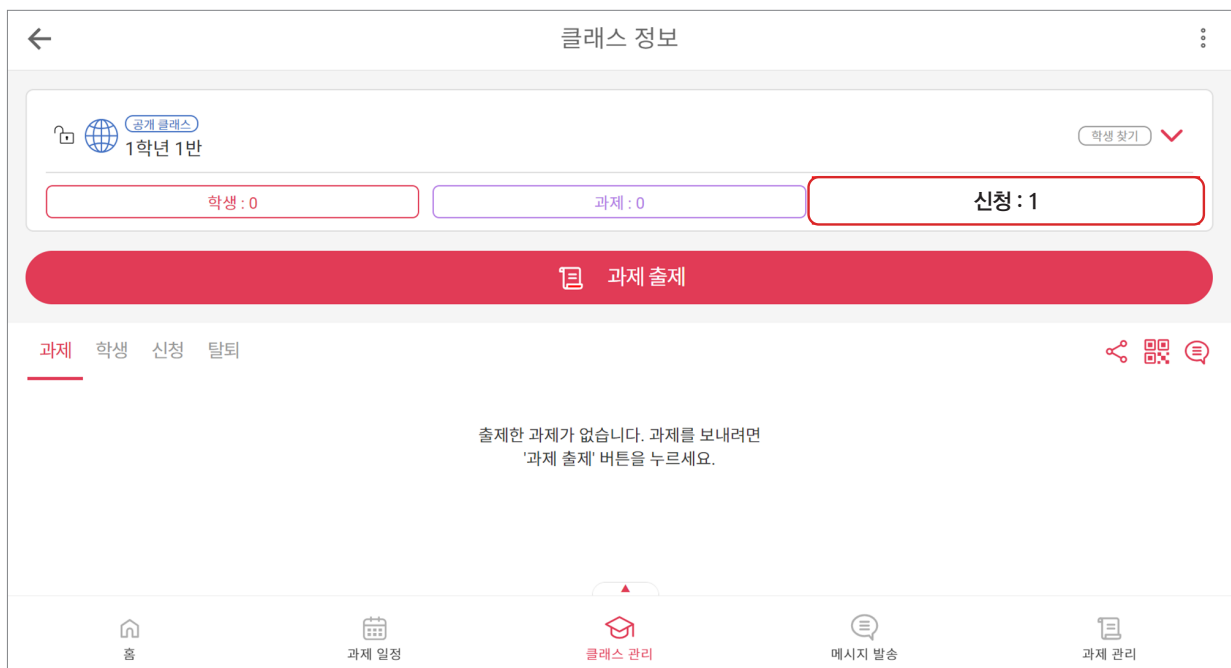 클래스 정보
공개 클래스
1학년 1반
학생 찾기
학생 : 0
과제 : 0
신청 : 1
과제 출제
과제 학생 신청 탈퇴
출제한 과제가 없습니다. 과제를 보내려면
'과제 출제' 버튼을 누르세요.
홈
과제 일정
클래스 관리
메시지 발송
과제 관리